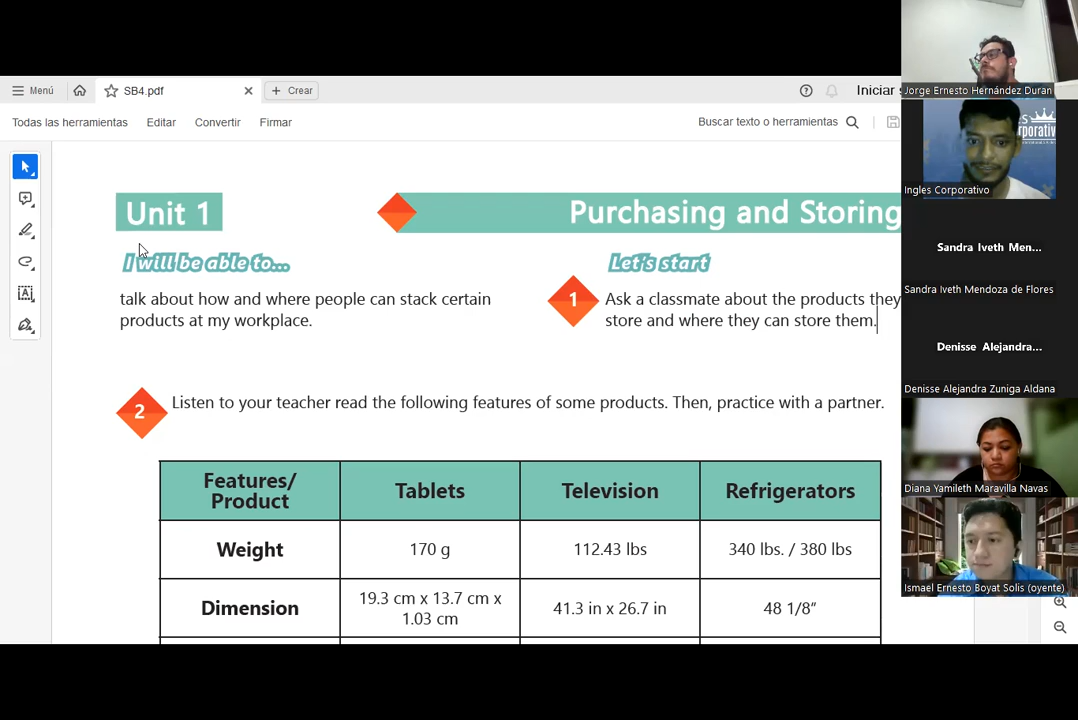 Menú
SB4.pdf
Crear
Iniciar
Todas las herramientas
Editar
Convertir
Firmar
Buscar texto o herramientas
Unit 1
Purchasing and Storing
I will be able to...
Let's start
talk about how and where people can stack certain
products at my workplace.
1
Ask a classmate about the products they
store and where they can store them.
2
Listen to your teacher read the following features of some products. Then, practice with a partner.
Features/
Product
Tablets
Television
Refrigerators
Weight
170 g
112.43 lbs
340 lbs. / 380 lbs
Dimension
19.3 cm x 13.7 cm x
1.03 cm
41.3 in x 26.7 in
48 1/8"
Jorge Ernesto Hernández Duran
Ingles Corporativo
Sandra Iveth Men...
Sandra Iveth Mendoza de Flores
Denisse Alejandra...
Denisse Alejandra Zuniga Aldana
Diana Yamileth Maravilla Navas
Ismael Ernesto Boyat Solis (oyente)